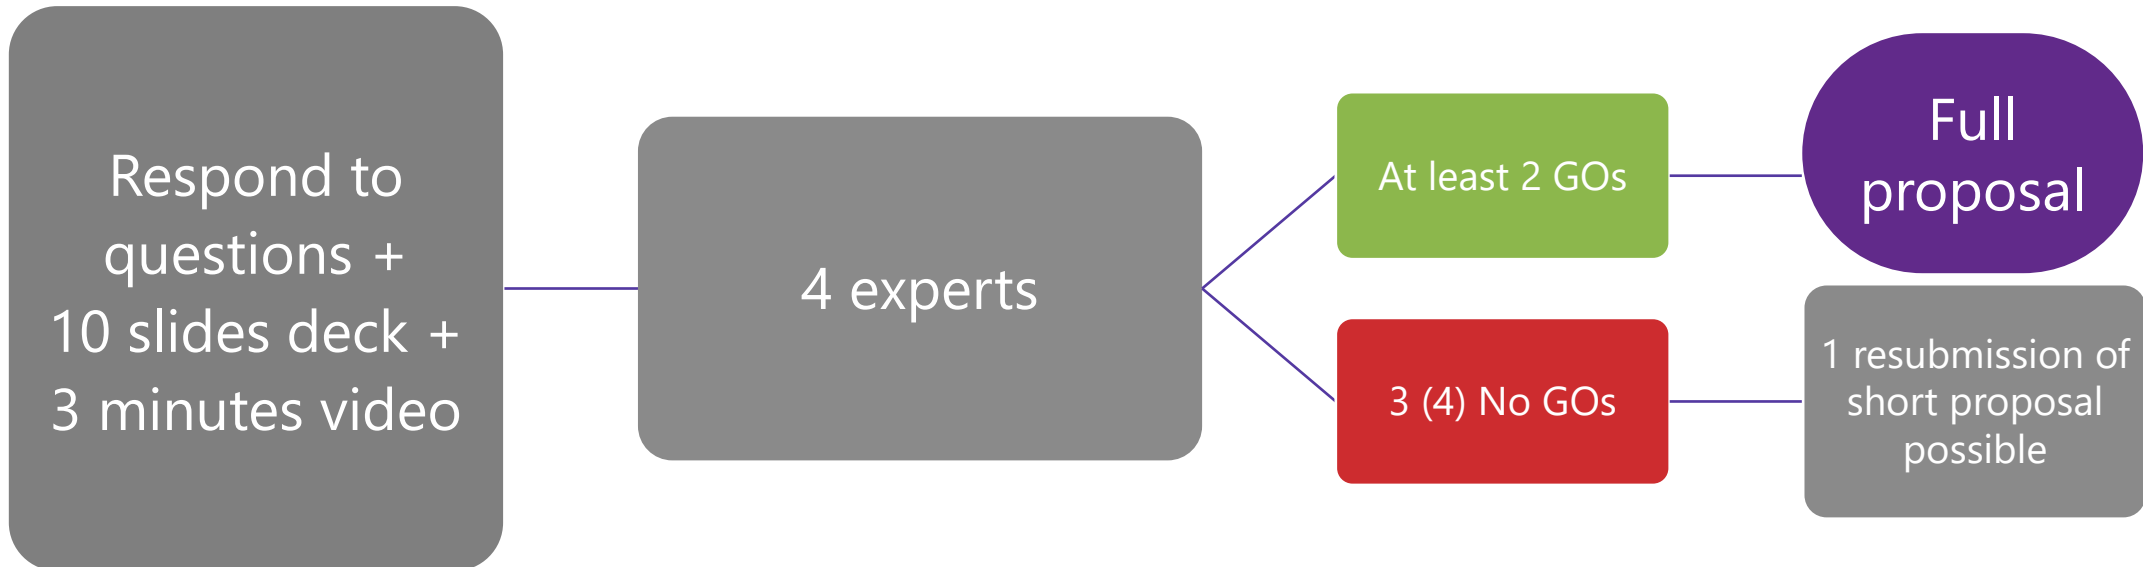 Respond to
questions +
10 slides deck +
3 minutes video
4 experts
At least 2 GOs
3 (4) No GOs
Full
proposal
1 resubmission of
short proposal
possible